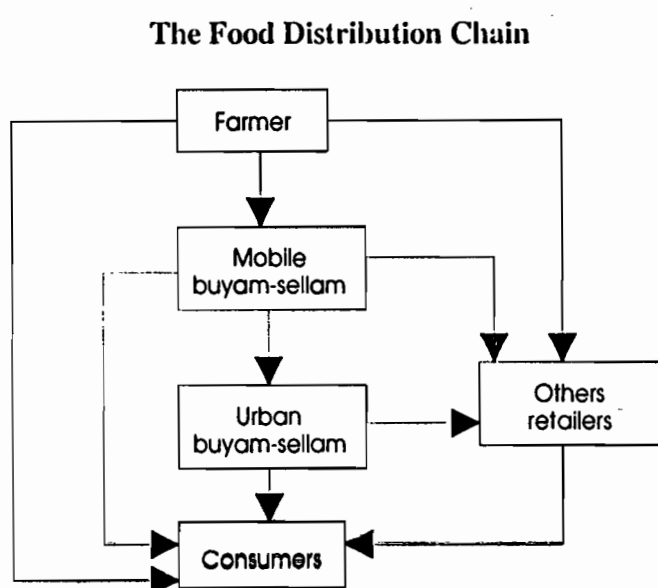 The Food Distribution Chain
Farmer
Mobile
buyam-sellam
Urban
buyam-sellam
Others
retailers
Consumers